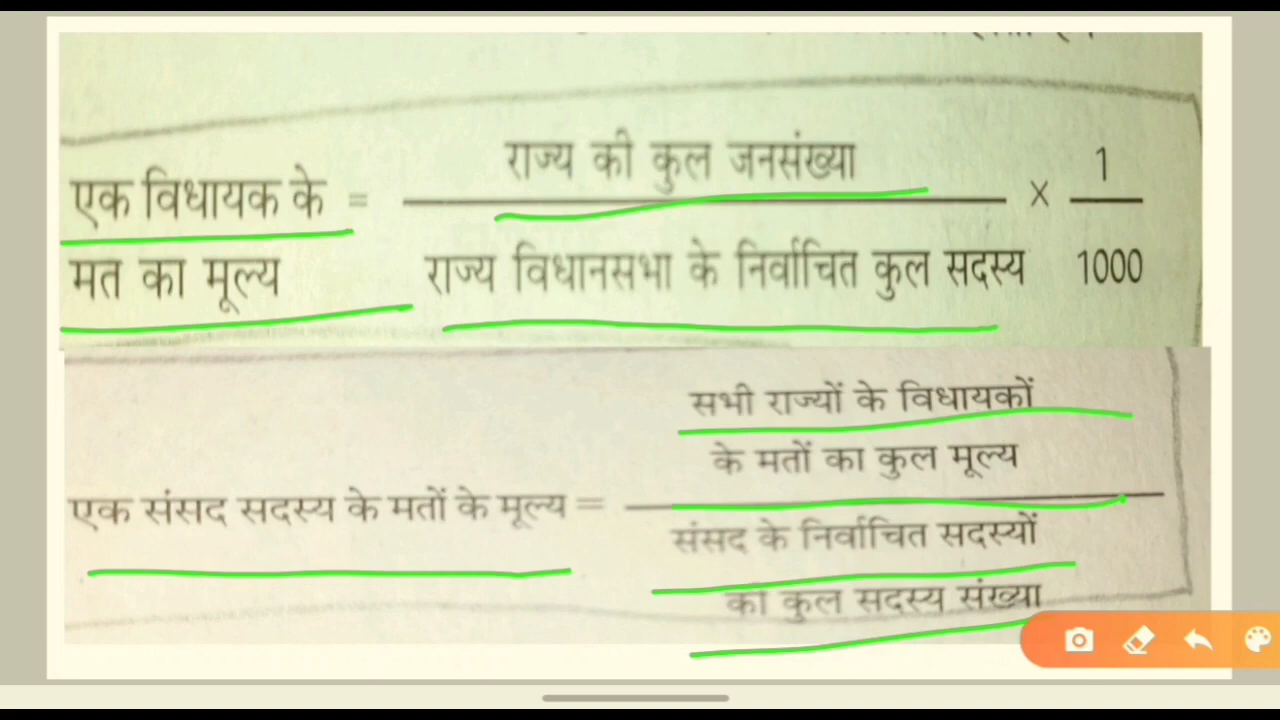 राज्य की कुल जनसंख्या
1
एक विधायक के = ×
मत का मूल्य
राज्य विधानसभा के निर्वाचित कुल सदस्य
1000
सभी राज्यों के विधायकों
के मतों का कुल मूल्य
एक संसद सदस्य के मतों के मूल्य =
संसद के निर्वाचित सदस्यों
की कुल सदस्य संख्या